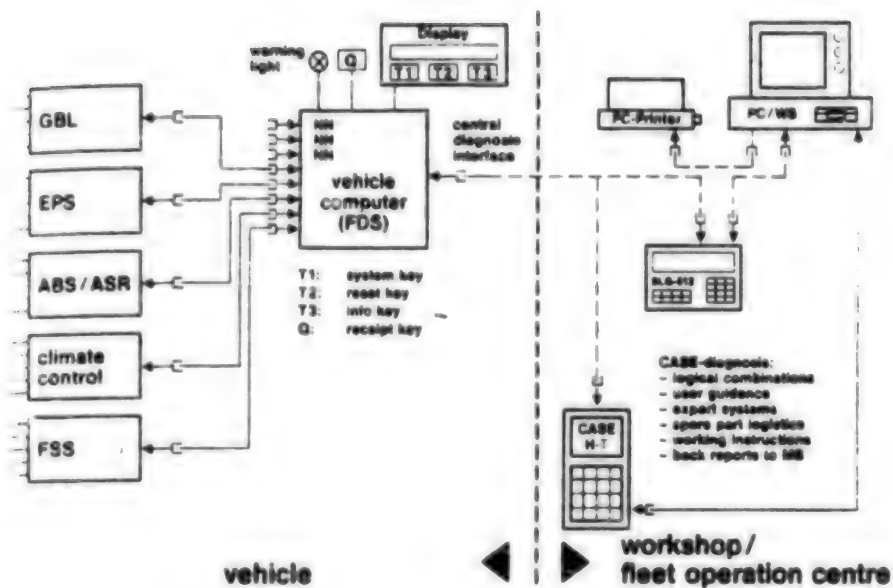 warning
light
Q
Display
T1 T2 T3
GBL
EPS
ABS / ASR
climate
control
FSS
NN
NN
NN
vehicle
computer
(FDS)
central
diagnosis
interface
T1: system key
T2: reset key
T3: info key
Q: receipt key
PC-Printer
PC/WS
CASE
H-T
CASE-diagnosis:
- logical combinations
- user guidance
- expert systems
- spare part logistics
- working instructions
- back reports to MB
vehicle
workshop/
fleet operation centre